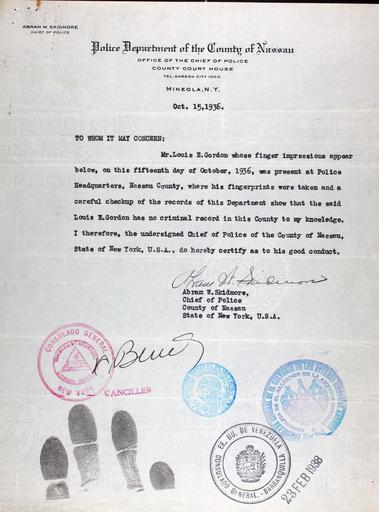 ABRAM W. SKIDMORE
CHIEF OF POLICE
Police Department of the County of Nassau
OFFICE OF THE CHIEF OF POLICE
COUNTY COURT HOUSE
TEL. GARDEN CITY 1000
MINEOLA, N.Y.
Oct. 15,1936.
TO WHOM IT MAY CONCERN:
Mr.Louis E.Gordon whose finger impressions appear
below, on this fifteenth day of October, 1936, was present at Police
Headquarters, Nassau County, where his fingerprints were taken and a
careful checkup of the records of this Department show that the said
Louis E.Gordon has no criminal record in this County to my knowledge.
I therefore, the undersigned Chief of Police of the County of Nassau,
State of New York, U.S.A., do hereby certify as to his good conduct.
Abram W. Skidmore
Abram W.Skidmore,
Chief of Police
County of Nassau
State of New York, U.S.A.
CONSULADO GENERAL
NEW YORK
CANCILLER
EE. UU. DE VENEZUELA
CONSULADO GENERAL.- BARRANQUILLA
23 FEB 1938